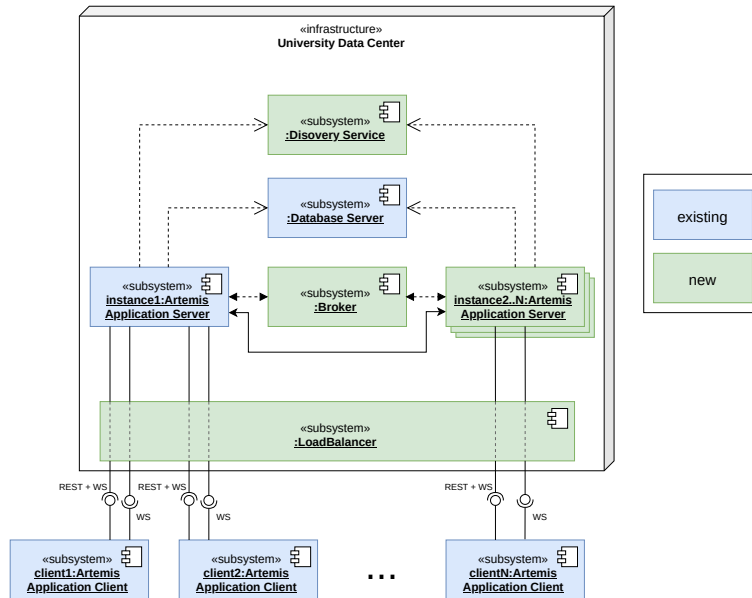 «infrastructure»
University Data Center
«subsystem»
:Disovery Service
«subsystem»
:Database Server
existing
new
«subsystem»
instance1:Artemis
Application Server
«subsystem»
:Broker
«subsystem»
instance2..N:Artemis
Application Server
«subsystem»
:LoadBalancer
REST + WS
WS
REST + WS
WS
REST + WS
WS
«subsystem»
client1:Artemis
Application Client
«subsystem»
client2:Artemis
Application Client
...
«subsystem»
clientN:Artemis
Application Client